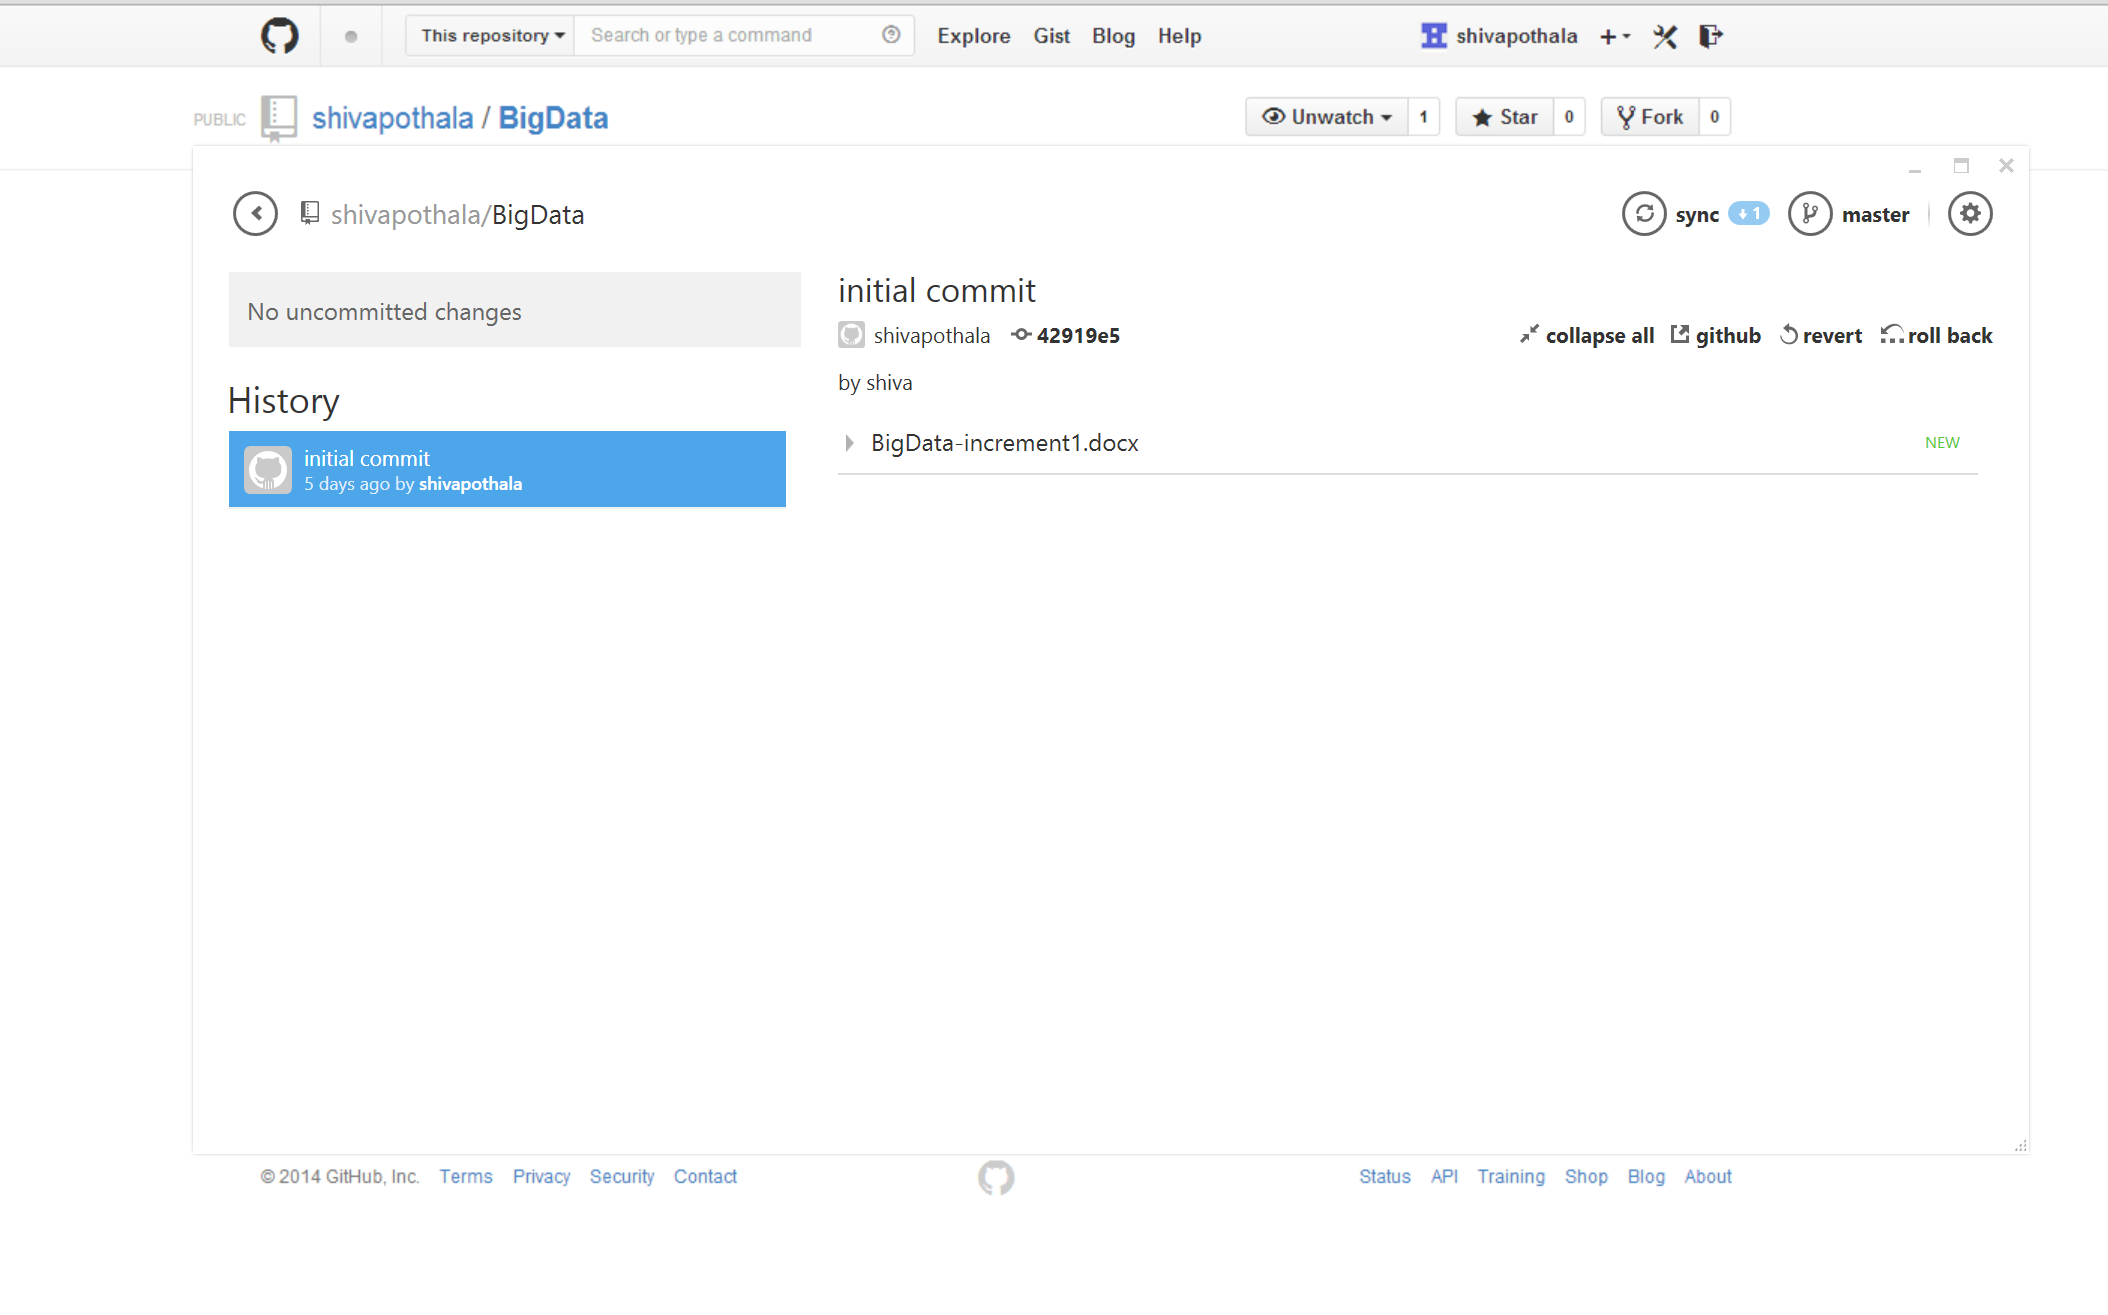 This repository Search or type a command Explore Gist Blog Help shivapothala
PUBLIC shivapothala / BigData Unwatch 1 Star 0 Fork 0
shivapothala/BigData sync 1 master
No uncommitted changes
History
initial commit
5 days ago by shivapothala
initial commit
shivapothala 42919e5 collapse all github revert roll back
by shiva
BigData-increment1.docx NEW
© 2014 GitHub, Inc. Terms Privacy Security Contact Status API Training Shop Blog About